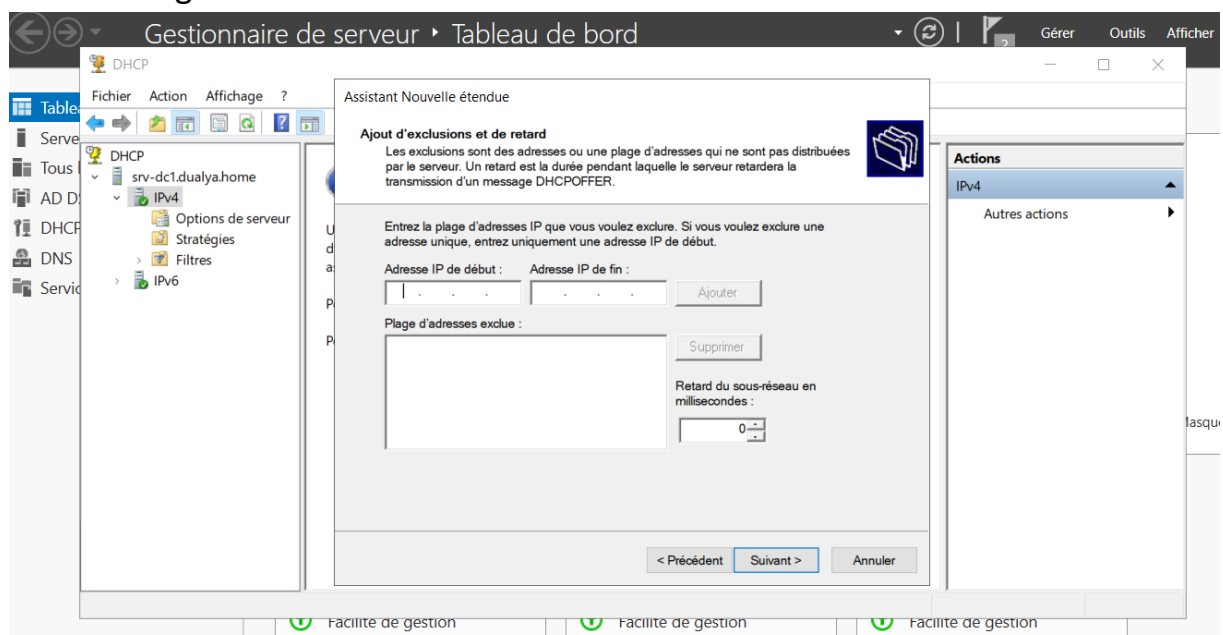 Gestionnaire de serveur ‣ Tableau de bord
2
Gérer
Outils
Afficher
DHCP
Fichier
Action
Affichage
?
Serve
Tous
AD D
DNS
Servic
DHCP
srv-dc1.dualya.home
IPv4
Options de serveur
Stratégies
Filtres
IPv6
Assistant Nouvelle étendue
Ajout d'exclusions et de retard
Les exclusions sont des adresses ou une plage d'adresses qui ne sont pas distribuées
par le serveur. Un retard est la durée pendant laquelle le serveur retardera la
transmission d'un message DHCPOFFER.
Entrez la plage d'adresses IP que vous voulez exclure. Si vous voulez exclure une
adresse unique, entrez uniquement une adresse IP de début.
Adresse IP de début :
Adresse IP de fin :
Ajouter
Plage d'adresses exclue :
Supprimer
Retard du sous-réseau en
millisecondes :
0
< Précédent
Suivant >
Annuler
Actions
IPv4
Autres actions
Facilité de gestion
Facilité de gestion
Facilité de gestion